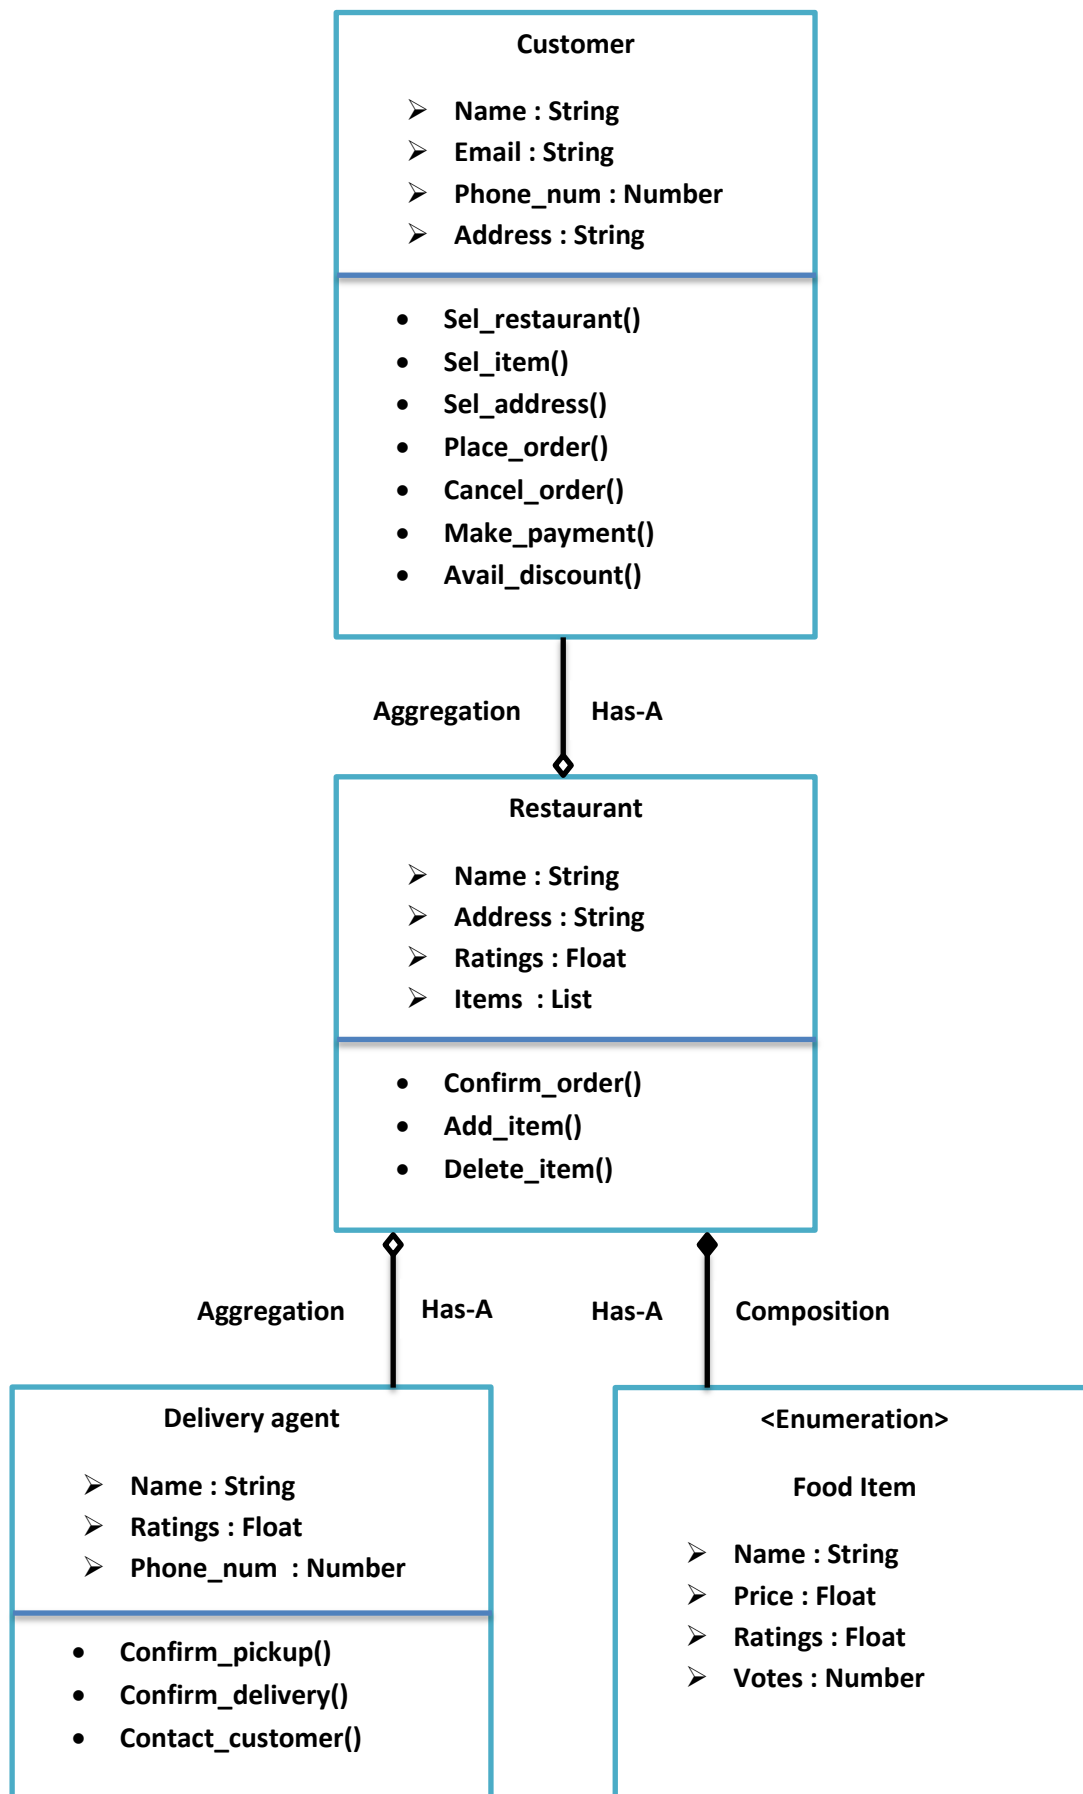 Customer
➢ Name : String
➢ Email : String
➢ Phone_num : Number
➢ Address : String
• Sel_restaurant()
• Sel_item()
• Sel_address()
• Place_order()
• Cancel_order()
• Make_payment()
• Avail_discount()
Aggregation Has-A
Restaurant
➢ Name : String
➢ Address : String
➢ Ratings : Float
➢ Items : List
• Confirm_order()
• Add_item()
• Delete_item()
Aggregation Has-A
Has-A Composition
Delivery agent
➢ Name : String
➢ Ratings : Float
➢ Phone_num : Number
• Confirm_pickup()
• Confirm_delivery()
• Contact_customer()
<Enumeration>
Food Item
➢ Name : String
➢ Price : Float
➢ Ratings : Float
➢ Votes : Number